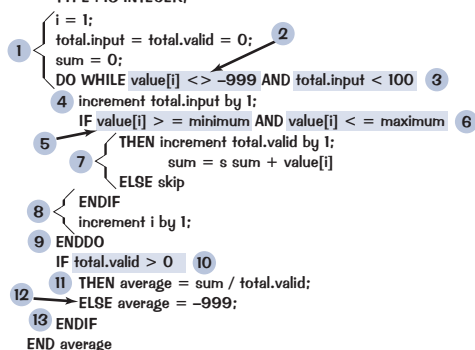 TYPE i IS INTEGER;
i = 1;
total.input = total.valid = 0;
2
sum = 0;
1
DO WHILE value[i] <> –999 AND total.input < 100 3
4 increment total.input by 1;
IF value[i] > = minimum AND value[i] < = maximum 6
5
THEN increment total.valid by 1;
7
sum = s sum + value[i]
ELSE skip
8
ENDIF
increment i by 1;
9 ENDDO
IF total.valid > 0 10
11 THEN average = sum / total.valid;
12
ELSE average = –999;
13 ENDIF
END average